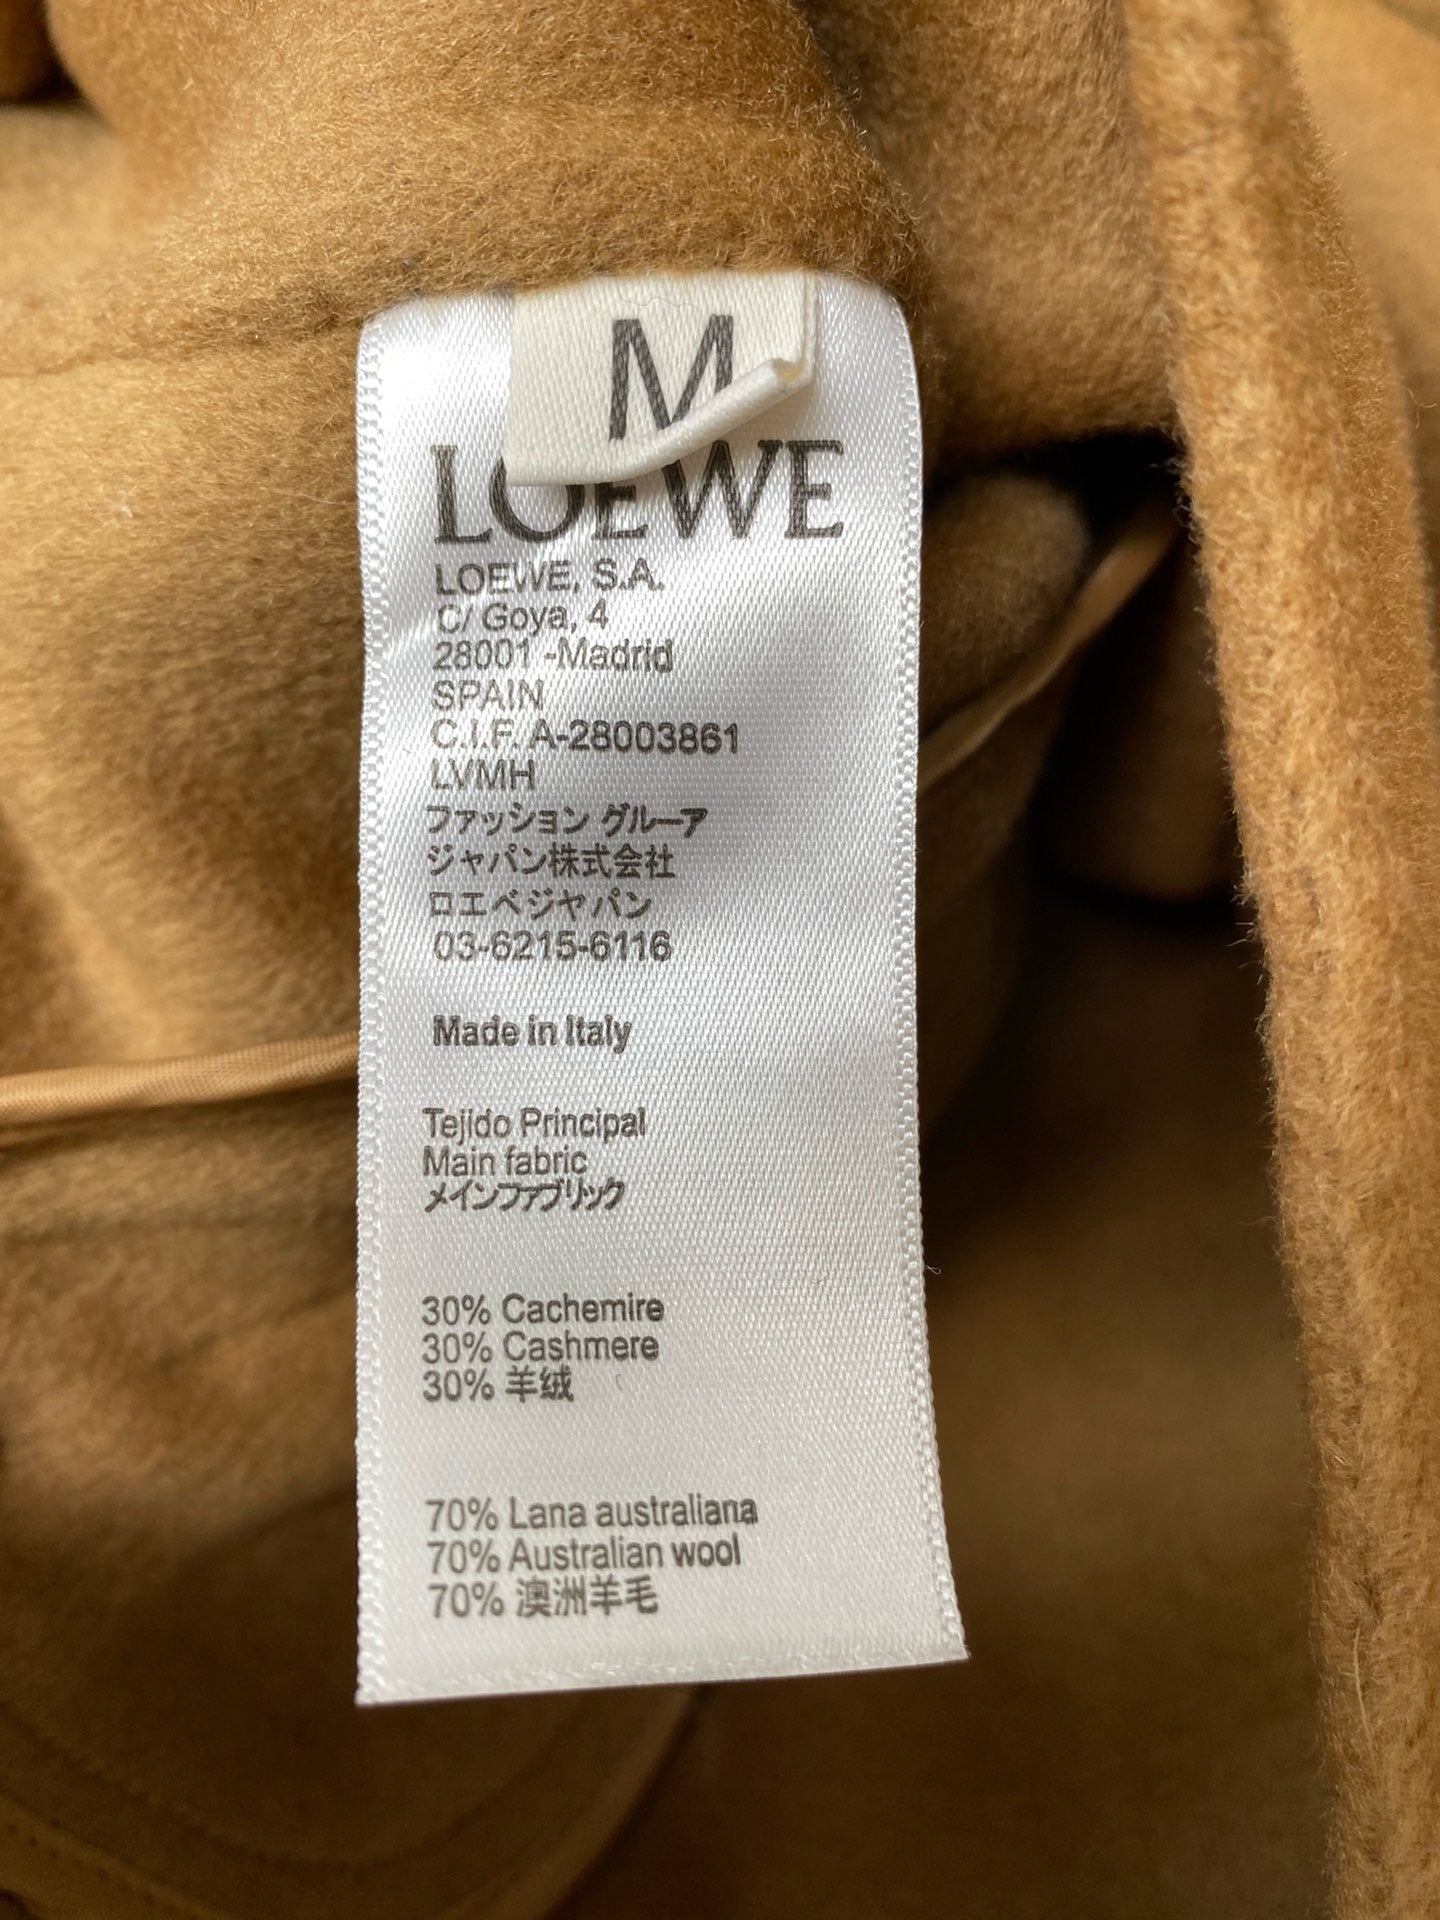 M
LOEWE
LOEWE, S.A.
C/ Goya, 4
28001 -Madrid
SPAIN
C.I.F. A-28003861
LVMH
ファッション グルーア
ジャパン株式会社
ロエベジャパン
03-6215-6116
Made in Italy
Tejido Principal
Main fabric
メインファブリック
30% Cachemire
30% Cashmere
30% 羊绒
70% Lana australiana
70% Australian wool
70% 澳洲羊毛